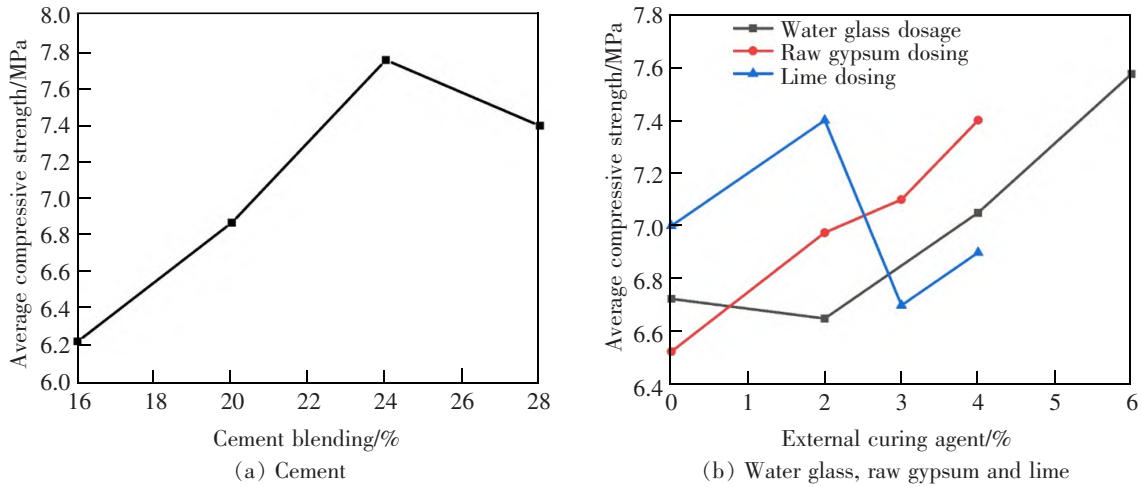 8.0
7.8
7.6
7.4
7.2
7.0
6.8
6.6
6.4
6.2
6.0
Average compressive strength/MPa
16 18 20 22 24 26 28
Cement blending/%
(a) Cement
7.8
7.6
7.4
7.2
7.0
6.8
6.6
6.4
Average compressive strength/MPa
Water glass dosage
Raw gypsum dosing
Lime dosing
0 1 2 3 4 5 6
External curing agent/%
(b) Water glass, raw gypsum and lime